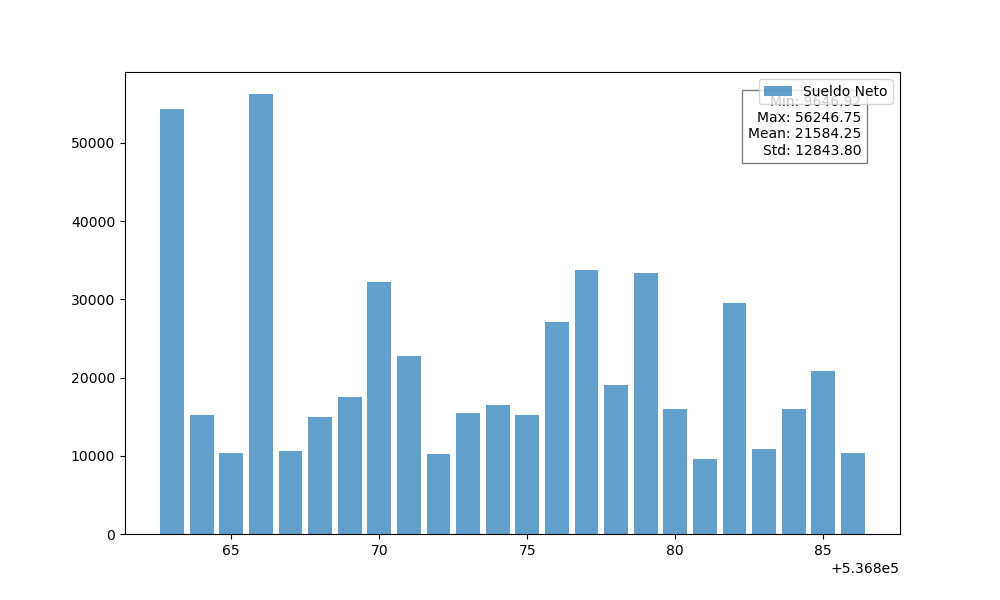 Sueldo Neto
Min: 9646.92
Max: 56246.75
Mean: 21584.25
Std: 12843.80
50000
40000
30000
20000
10000
0
65 70 75 80 85
+5.368e5